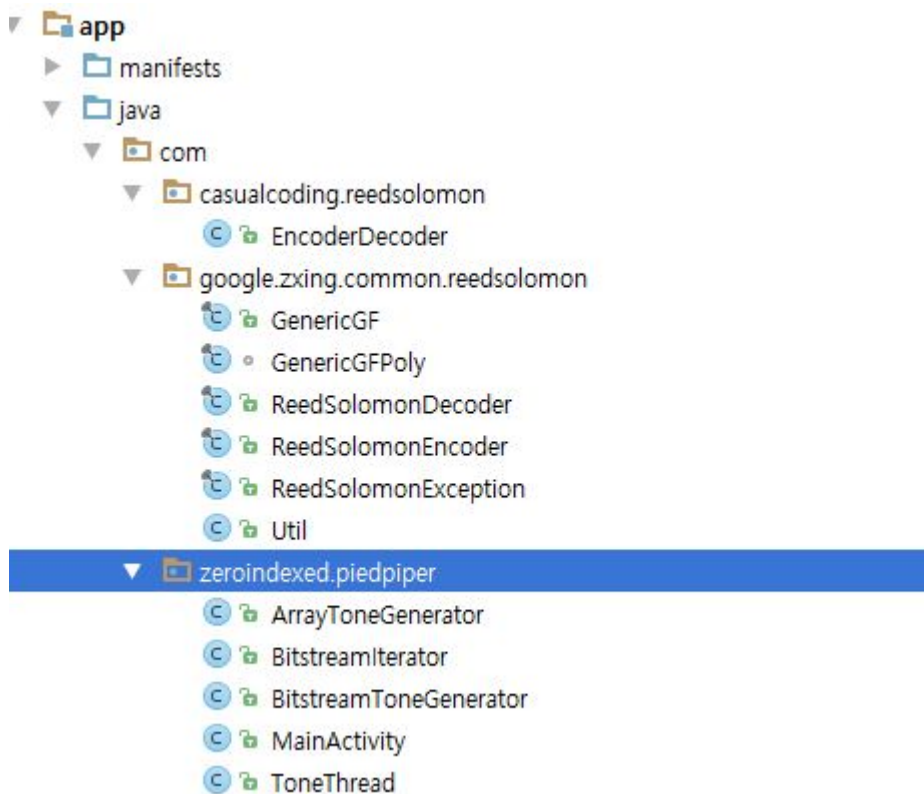 app
manifests
java
com
casualcoding.reedsolomon
EncoderDecoder
google.zxing.common.reedsolomon
GenericGF
GenericGFPoly
ReedSolomonDecoder
ReedSolomonEncoder
ReedSolomonException
Util
zeroindexed.piedpiper
ArrayToneGenerator
BitstreamIterator
BitstreamToneGenerator
MainActivity
ToneThread